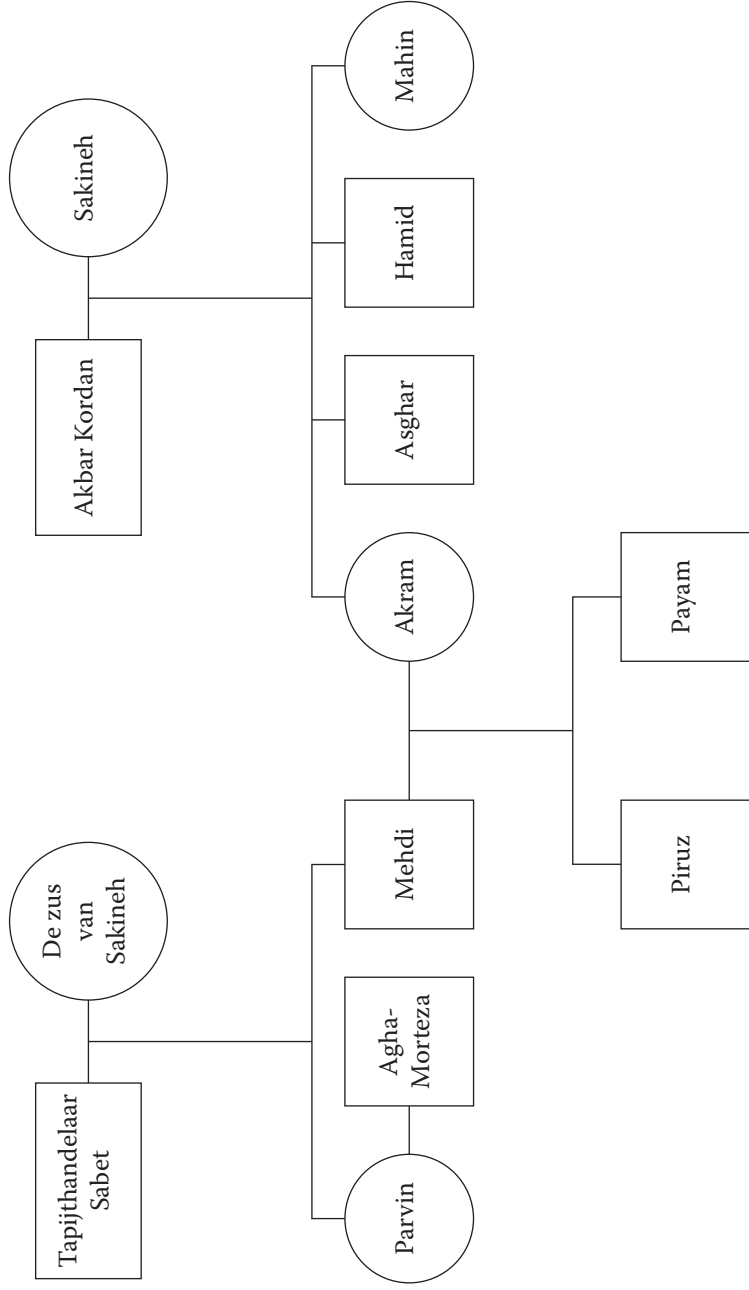 Tapijthandelaar
Sabet
De zus
van
Sakineh
Akbar Kordan
Sakineh
Parvin
Agha-
Morteza
Mehdi
Akram
Asghar
Hamid
Mahin
Piruz
Payam